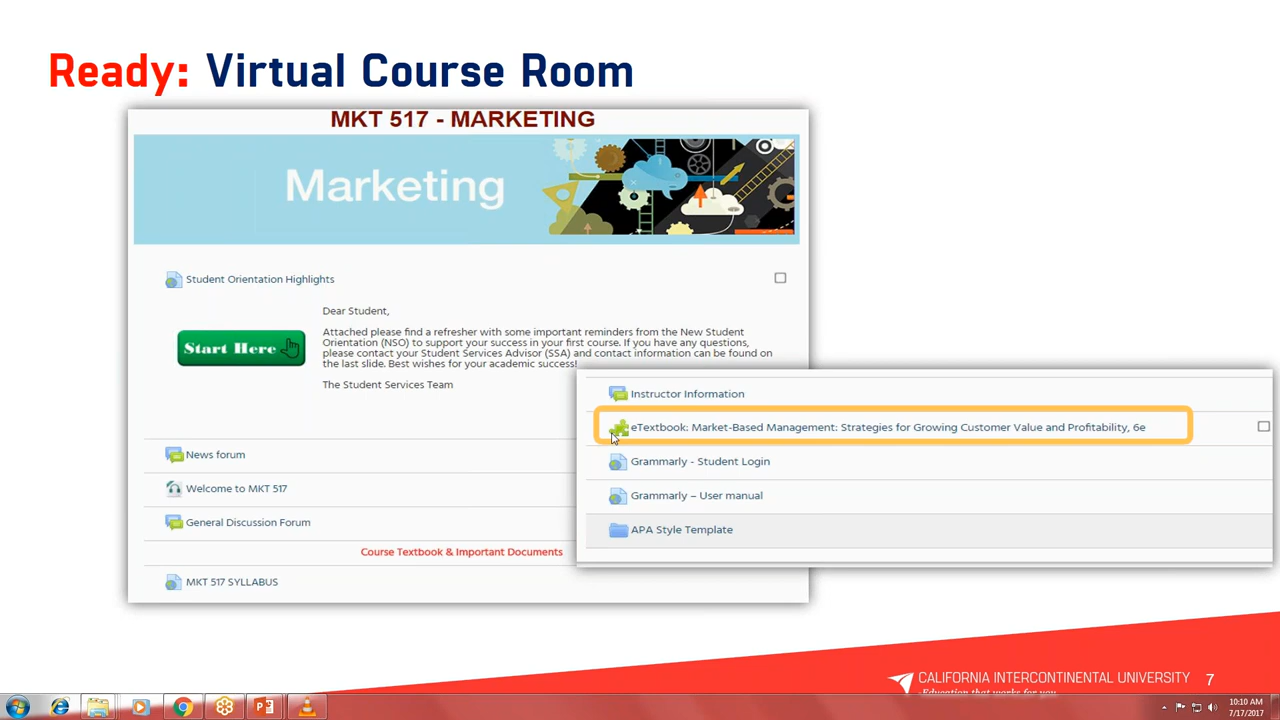 Ready: Virtual Course Room
MKT 517 - MARKETING
Marketing
Student Orientation Highlights
Dear Student,
Start Here
Attached please find a refresher with some important reminders from the New Student
Orientation (NSO) to support your success in your first course. If you have any questions,
please contact your Student Services Advisor (SSA) and contact information can be found on
the last slide. Best wishes for your academic success!
The Student Services Team
News forum
Welcome to MKT 517
General Discussion Forum
Course Textbook & Important Documents
MKT 517 SYLLABUS
Instructor Information
eTextbook: Market-Based Management: Strategies for Growing Customer Value and Profitability, 6e
Grammarly - Student Login
Grammarly – User manual
APA Style Template
CALIFORNIA INTERCONTINENTAL UNIVERSITY
7
-Education that works for you
10:10 AM
7/17/2017